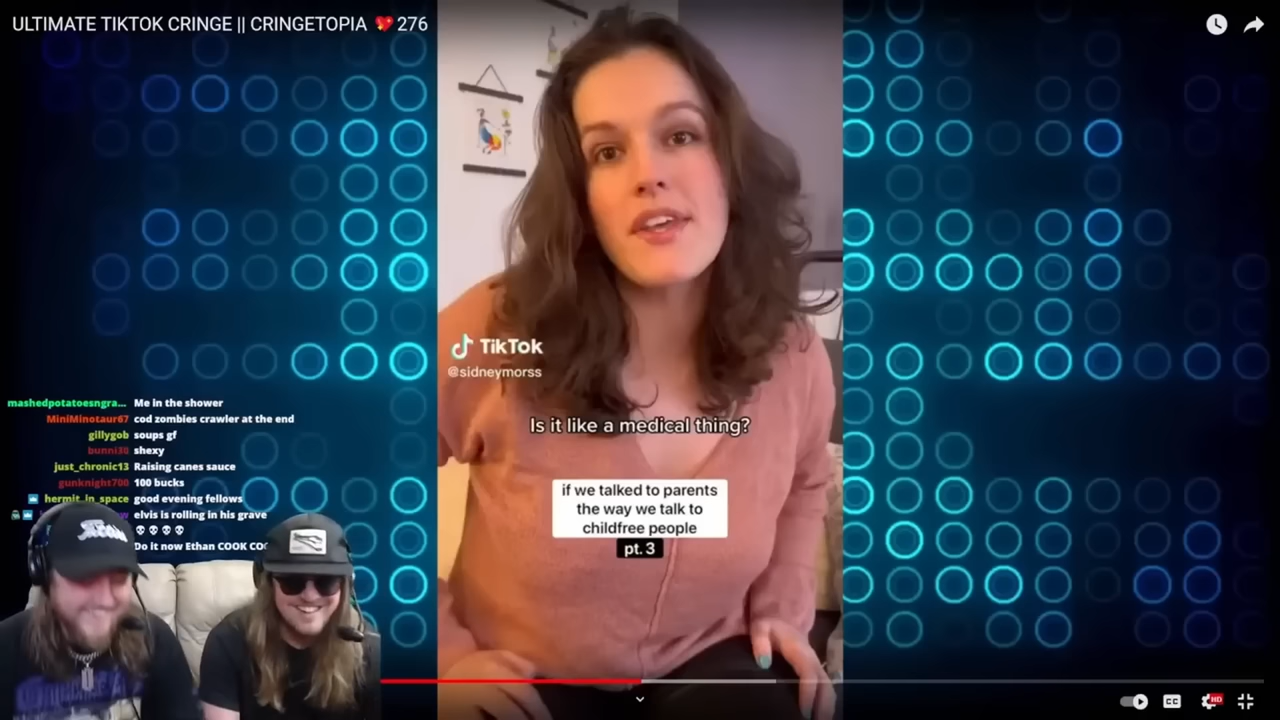 ULTIMATE TIKTOK CRINGE || CRINGETOPIA 💖276
TikTok
@sidneymorss
Is it like a medical thing?
if we talked to parents
the way we talk to
childfree people
pt. 3
mashedpotatoesngra... Me in the shower
MiniMinotaur67 cod zombies crawler at the end
gillygob soups gf
bunni30 shexy
just_chronic13 Raising canes sauce
gunknight700 100 bucks
hermit_in_space good evening fellows
elvis is rolling in his grave
💀 💀 💀 💀
Do it now Ethan COOK
CC
HD